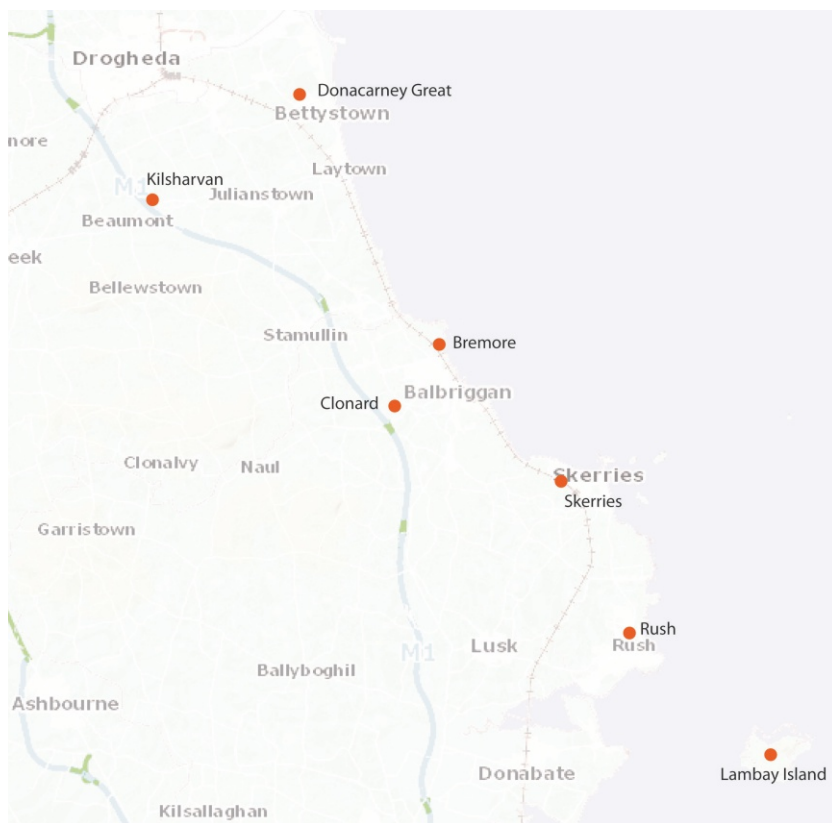 Drogheda
Donacarney Great
Bettystown
nore
Laytown
Kilsharvan
M1
Julianstown
Beaumont
eek
Bellewstown
Stamullin
Bremore
Clonard
Balbriggan
Clonalvy
Naul
Skerries
Skerries
Garristown
Rush
Lusk
Rush
M1
Ballyboghil
Ashbourne
Donabate
Lambay Island
Kilsallaghan